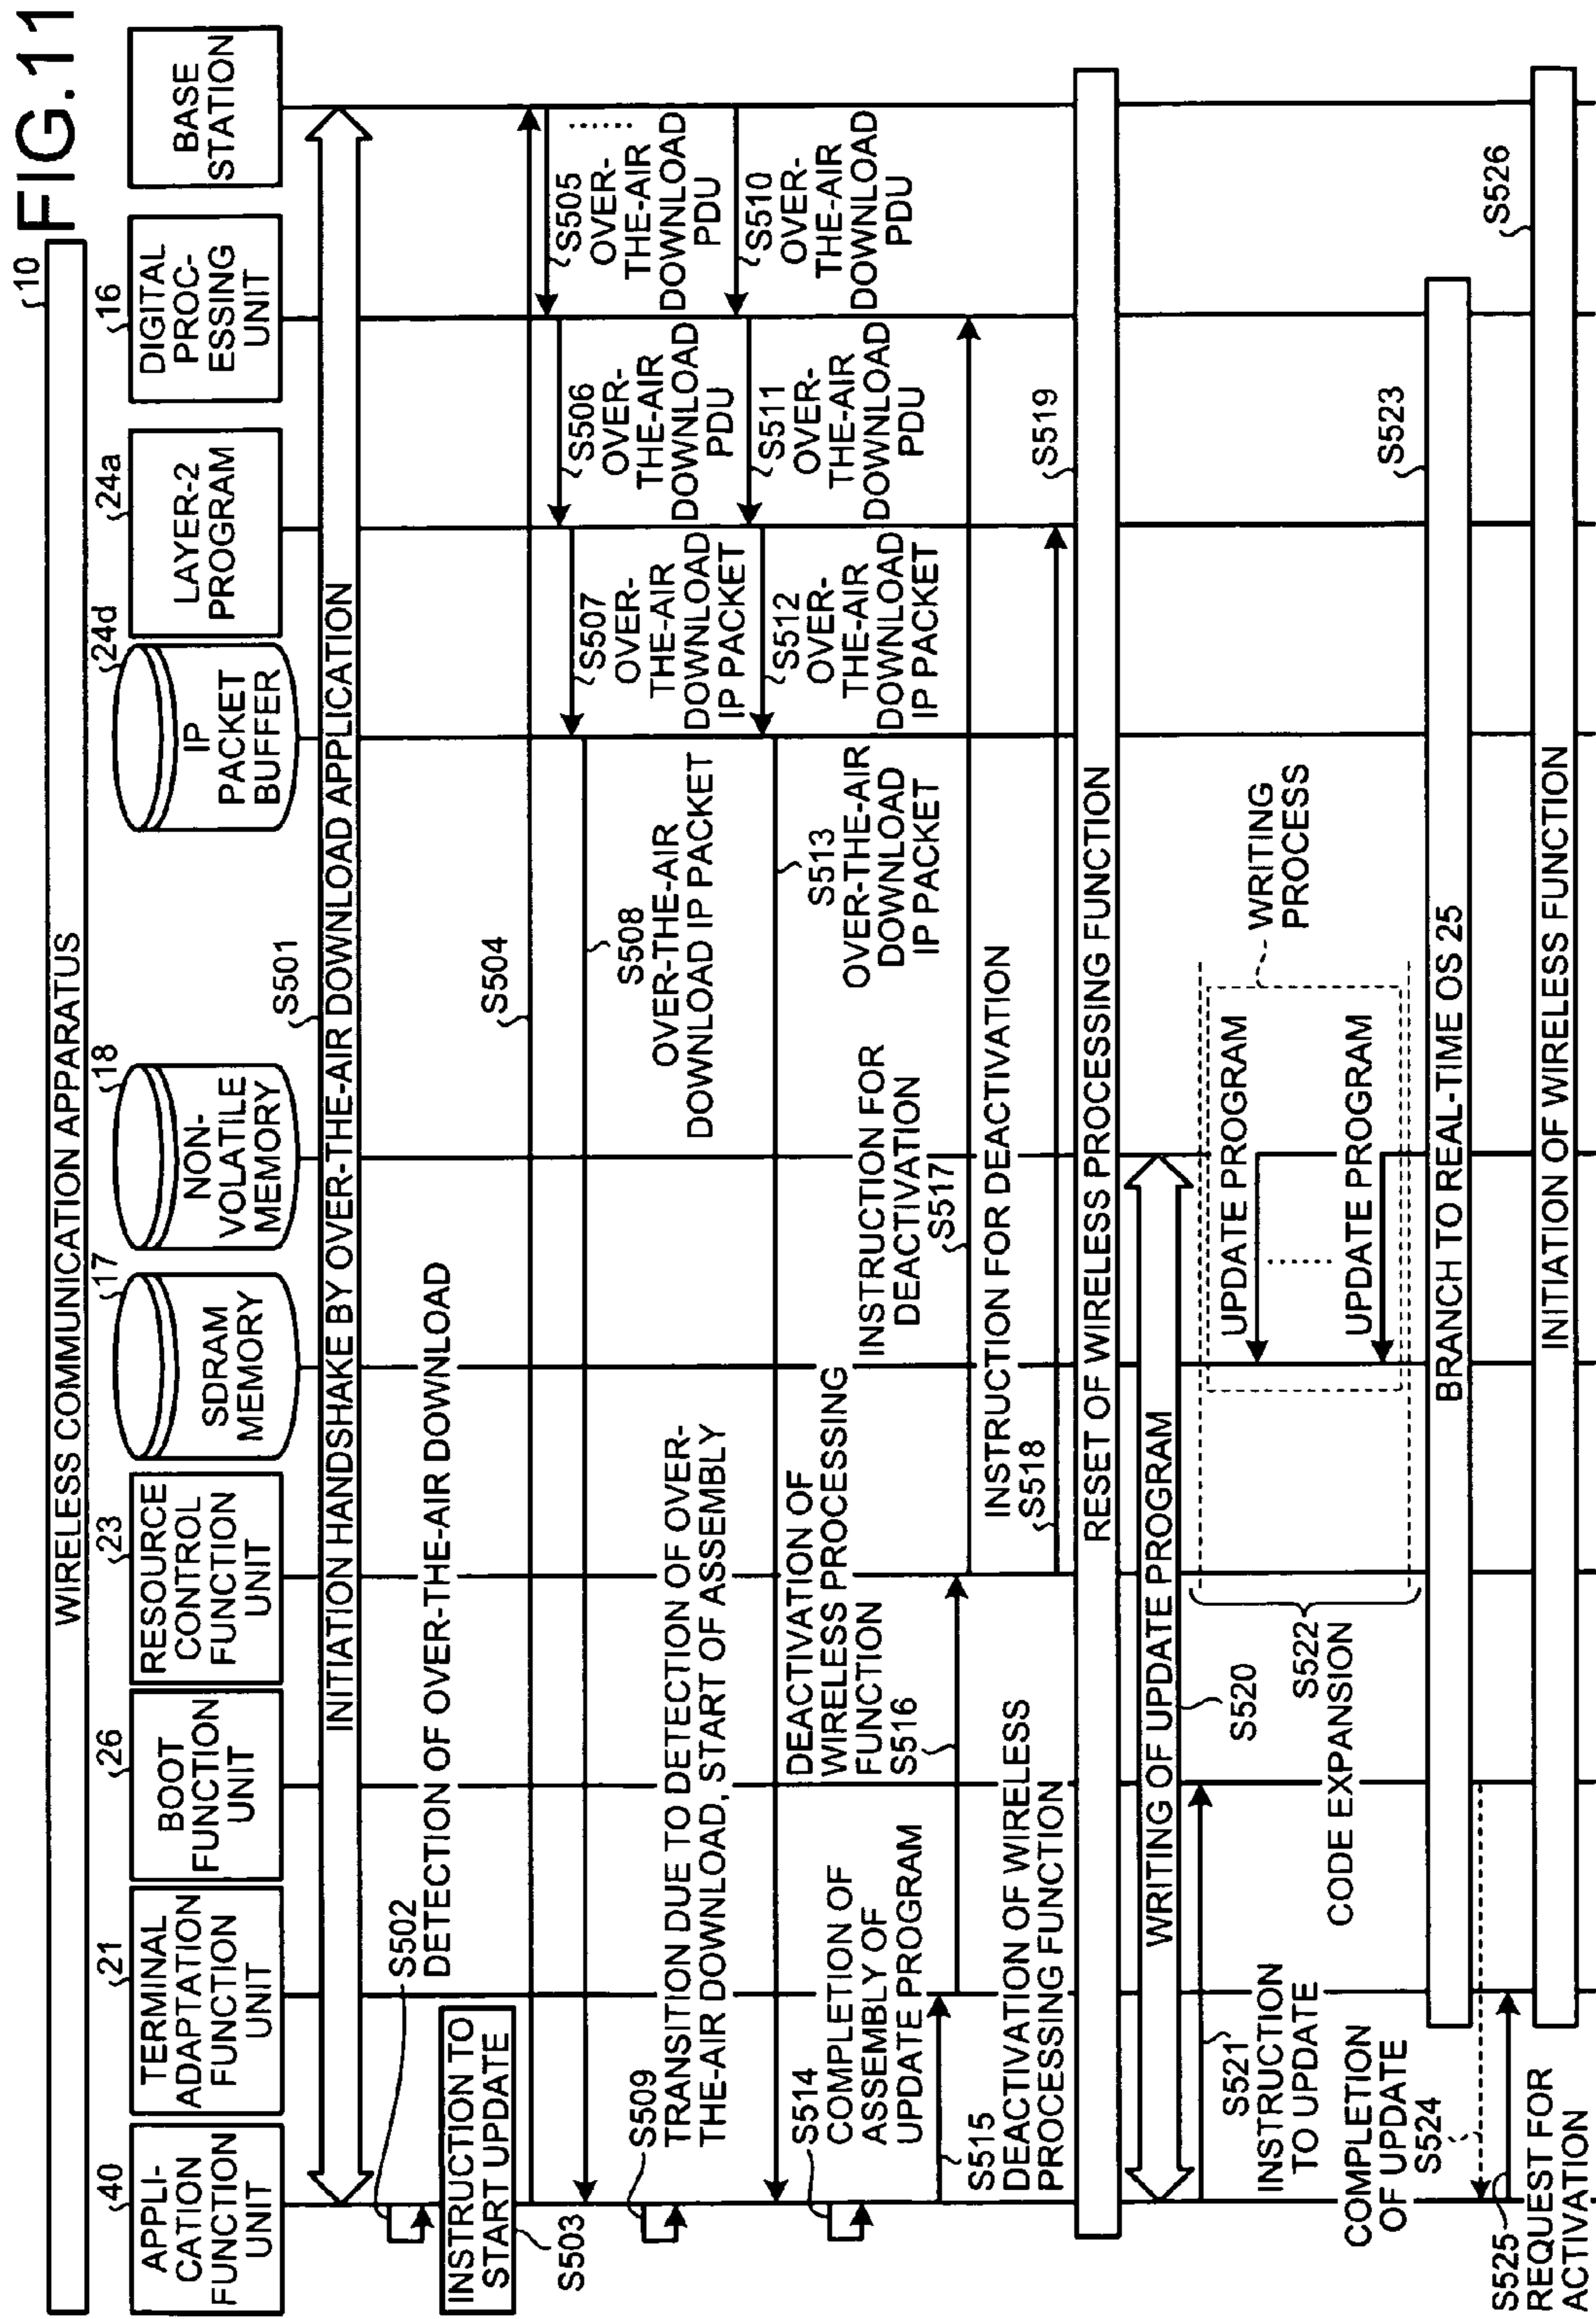 FIG.11
10
WIRELESS COMMUNICATION APPARATUS
40
APPLI-
CATION
FUNCTION
UNIT
21
TERMINAL
ADAPTATION
FUNCTION
UNIT
26
BOOT
FUNCTION
UNIT
23
RESOURCE
CONTROL
FUNCTION
UNIT
17
SDRAM
MEMORY
18
NON-
VOLATILE
MEMORY
24d
IP
PACKET
BUFFER
24a
LAYER-2
PROGRAM
16
DIGITAL
PROC-
ESSING
UNIT
BASE
STATION
S501
INITIATION HANDSHAKE BY OVER-THE-AIR DOWNLOAD APPLICATION
S502
DETECTION OF OVER-THE-AIR DOWNLOAD
INSTRUCTION TO
START UPDATE
S503
S504
S505
OVER-
THE-AIR
DOWNLOAD
PDU
S506
OVER-
THE-AIR
DOWNLOAD
PDU
S507
OVER-
THE-AIR
DOWNLOAD
IP PACKET
S508
OVER-THE-AIR
DOWNLOAD IP PACKET
S509
TRANSITION DUE TO DETECTION OF OVER-
THE-AIR DOWNLOAD, START OF ASSEMBLY
S510
OVER-
THE-AIR
DOWNLOAD
PDU
S511
OVER-
THE-AIR
DOWNLOAD
PDU
S512
OVER-
THE-AIR
DOWNLOAD
IP PACKET
S513
OVER-THE-AIR
DOWNLOAD
IP PACKET
S514
COMPLETION OF
ASSEMBLY OF
UPDATE PROGRAM
S515
DEACTIVATION OF WIRELESS
PROCESSING FUNCTION
DEACTIVATION OF
WIRELESS PROCESSING
FUNCTION
S516
INSTRUCTION FOR
DEACTIVATION
S517
INSTRUCTION FOR DEACTIVATION
S518
S519
RESET OF WIRELESS PROCESSING FUNCTION
WRITING OF UPDATE PROGRAM
S520
S521
INSTRUCTION
TO UPDATE
S522
CODE EXPANSION
UPDATE PROGRAM
UPDATE PROGRAM
WRITING
PROCESS
S523
BRANCH TO REAL-TIME OS 25
COMPLETION
OF UPDATE
S524
S525
REQUEST FOR
ACTIVATION
S526
INITIATION OF WIRELESS FUNCTION